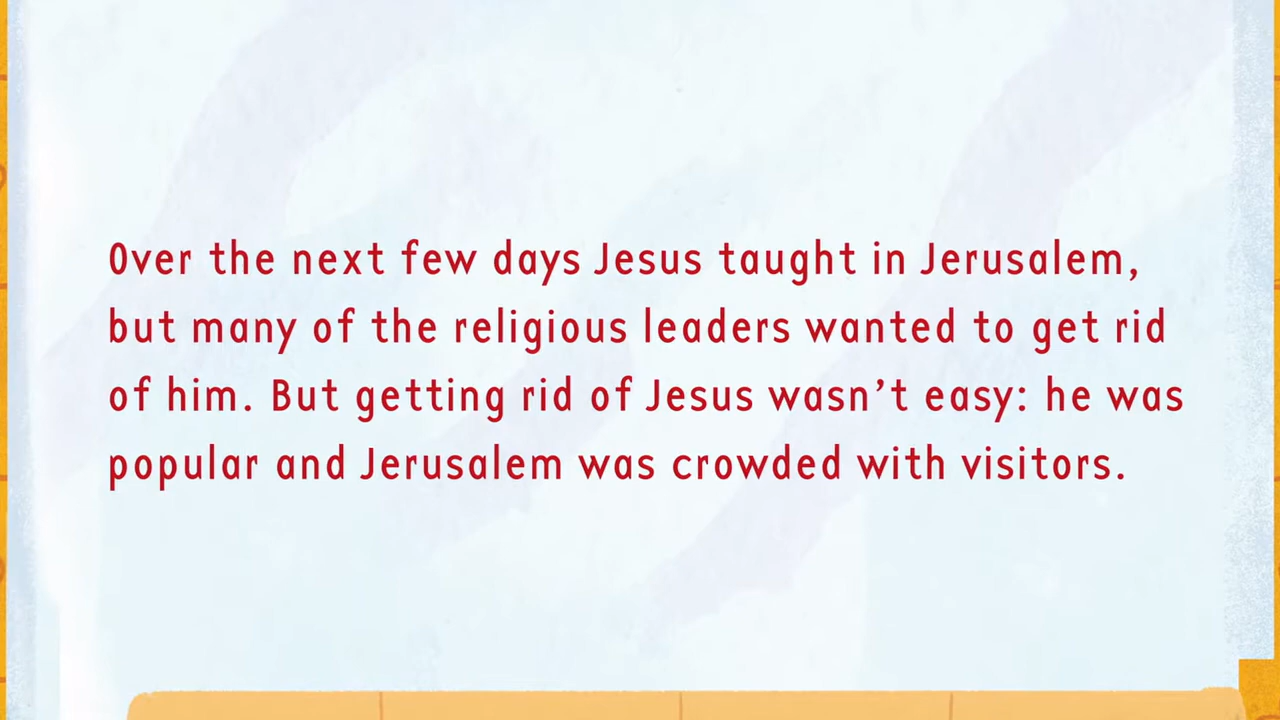 Over the next few days Jesus taught in Jerusalem,
but many of the religious leaders wanted to get rid
of him. But getting rid of Jesus wasn’t easy: he was
popular and Jerusalem was crowded with visitors.